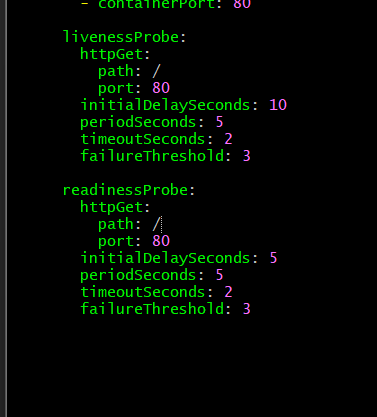 - containerPort: 80
livenessProbe:
httpGet:
path: /
port: 80
initialDelaySeconds: 10
periodSeconds: 5
timeoutSeconds: 2
failureThreshold: 3
readinessProbe:
httpGet:
path: /
port: 80
initialDelaySeconds: 5
periodSeconds: 5
timeoutSeconds: 2
failureThreshold: 3